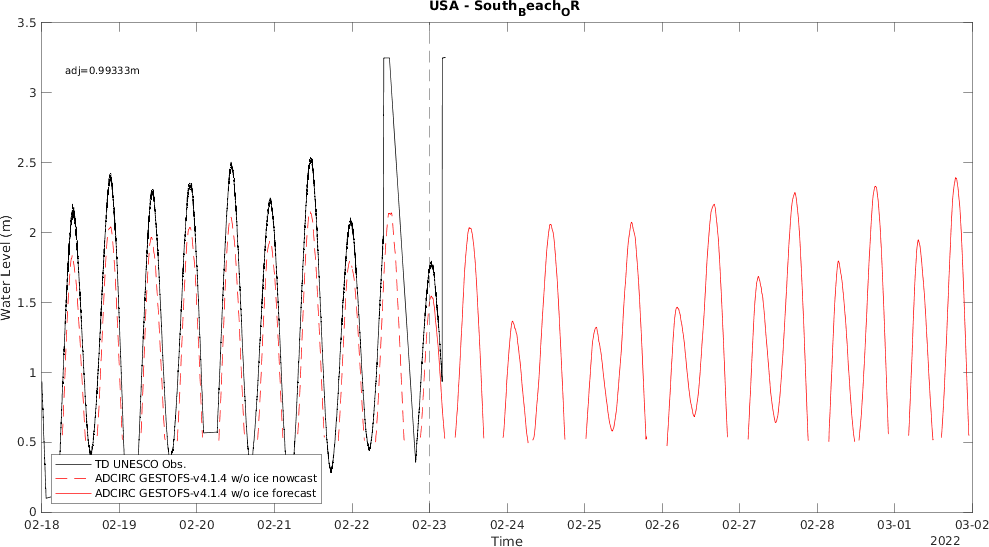 USA - South_Beach_OR
3.5
adj=0.99333m
3
2.5
2
Water Level (m)
1.5
1
0.5
TD UNESCO Obs.
ADCIRC GESTOFS-v4.1.4 w/o ice nowcast
ADCIRC GESTOFS-v4.1.4 w/o ice forecast
0
02-18 02-19 02-20 02-21 02-22 02-23 02-24 02-25 02-26 02-27 02-28 03-01 03-02
Time
2022